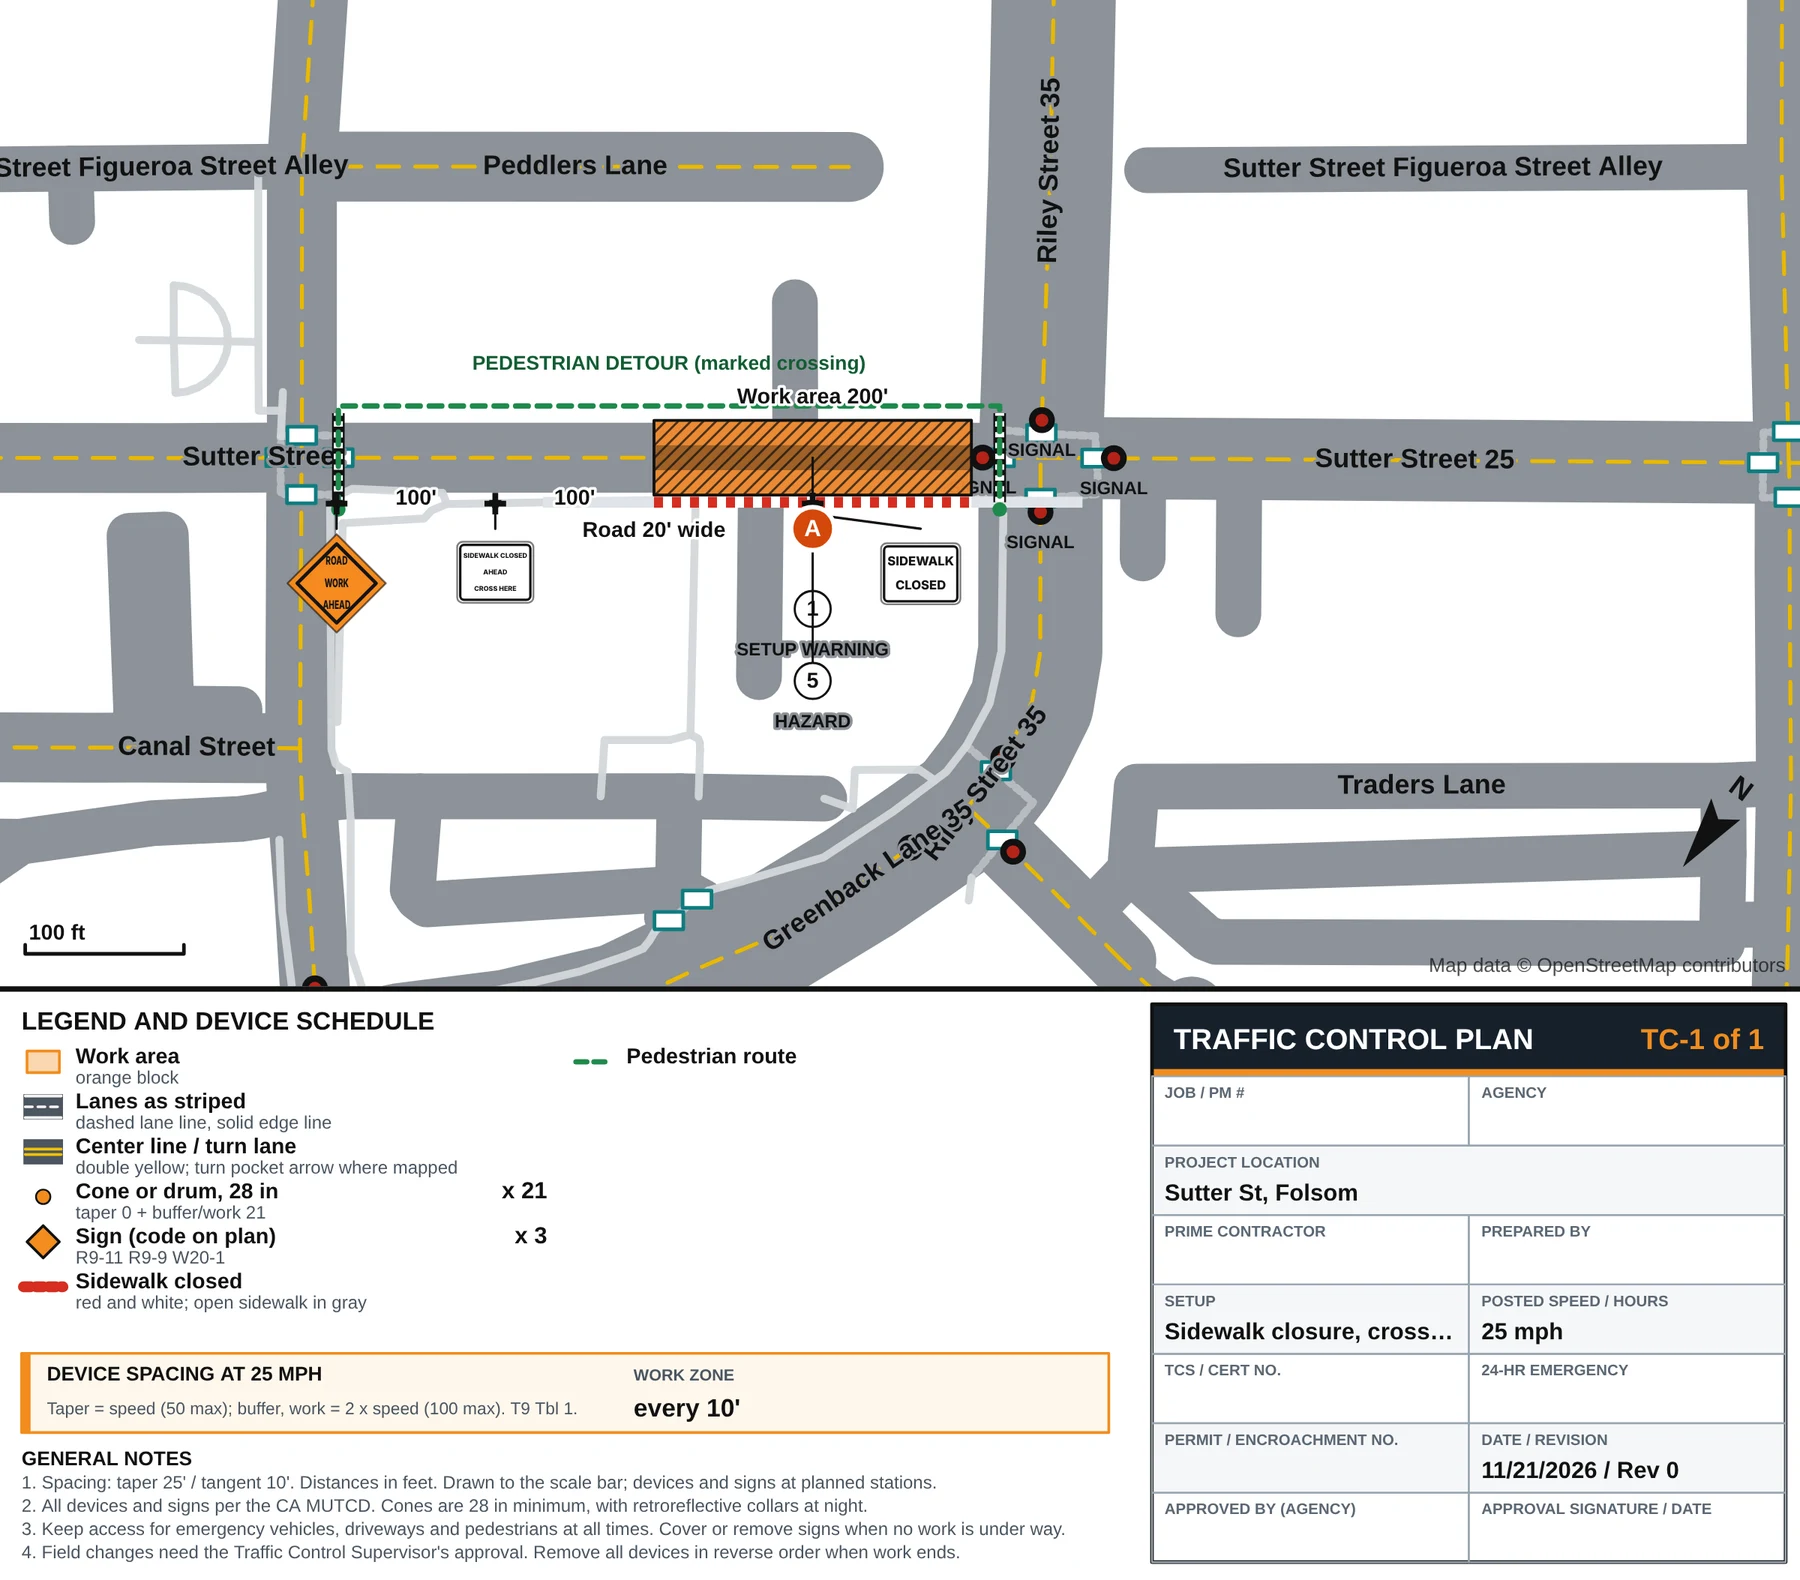 Riley Street 35
Street Figueroa Street Alley
Peddlers Lane
Sutter Street Figueroa Street Alley
PEDESTRIAN DETOUR (marked crossing)
Work area 200'
Sutter Stree
SIGNAL
SIGNAL
GNAL
Sutter Street 25
100'
100'
Road 20' wide
A
SIGNAL
ROAD
WORK
AHEAD
SIDEWALK CLOSED
AHEAD
CROSS HERE
SIDEWALK
CLOSED
1
SETUP WARNING
5
HAZARD
Canal Street
Riley Street 35
Greenback Lane 35
Traders Lane
N
100 ft
Map data © OpenStreetMap contributors
LEGEND AND DEVICE SCHEDULE
Work area
orange block
Pedestrian route
Lanes as striped
dashed lane line, solid edge line
Center line / turn lane
double yellow; turn pocket arrow where mapped
Cone or drum, 28 in x 21
taper 0 + buffer/work 21
Sign (code on plan) x 3
R9-11 R9-9 W20-1
Sidewalk closed
red and white; open sidewalk in gray
DEVICE SPACING AT 25 MPH
Taper = speed (50 max); buffer, work = 2 x speed (100 max). T9 Tbl 1.
WORK ZONE
every 10'
GENERAL NOTES
1. Spacing: taper 25' / tangent 10'. Distances in feet. Drawn to the scale bar; devices and signs at planned stations.
2. All devices and signs per the CA MUTCD. Cones are 28 in minimum, with retroreflective collars at night.
3. Keep access for emergency vehicles, driveways and pedestrians at all times. Cover or remove signs when no work is under way.
4. Field changes need the Traffic Control Supervisor's approval. Remove all devices in reverse order when work ends.
TRAFFIC CONTROL PLAN TC-1 of 1
JOB / PM #
AGENCY
PROJECT LOCATION
Sutter St, Folsom
PRIME CONTRACTOR
PREPARED BY
SETUP
Sidewalk closure, cross...
POSTED SPEED / HOURS
25 mph
TCS / CERT NO.
24-HR EMERGENCY
PERMIT / ENCROACHMENT NO.
DATE / REVISION
11/21/2026 / Rev 0
APPROVED BY (AGENCY)
APPROVAL SIGNATURE / DATE